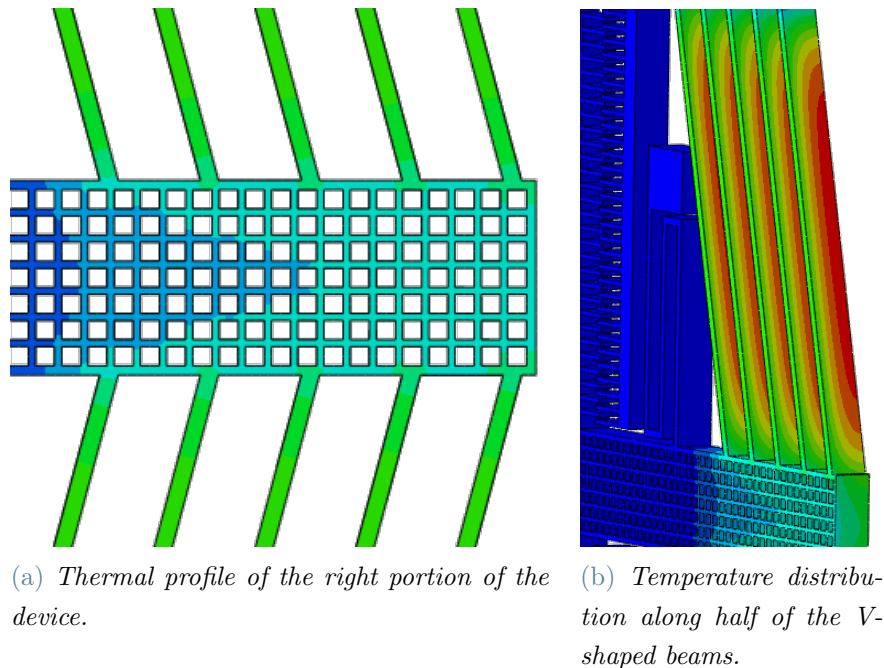 (a) Thermal profile of the right portion of the
device.
(b) Temperature distribu-
tion along half of the V-
shaped beams.